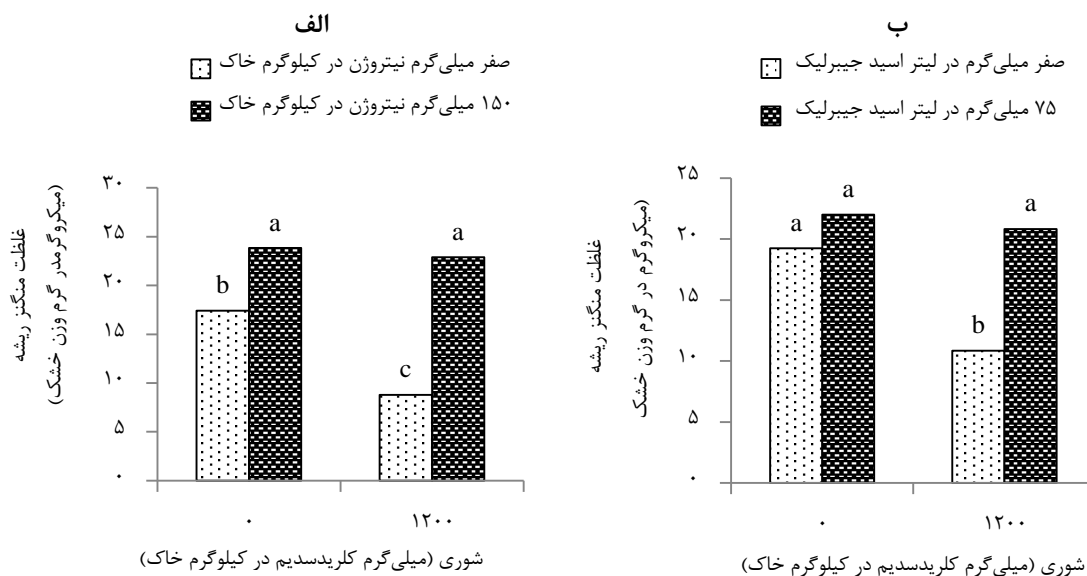 الف
صفر میلی‌گرم نیتروژن در کیلوگرم خاک
۱۵۰ میلی‌گرم نیتروژن در کیلوگرم خاک
غلظت منگنز ریشه
(میکروگرمدر گرم وزن خشک)
۳۰
۲۵
۲۰
۱۵
۱۰
۵
۰
b
a
c
a
۰
۱۲۰۰
شوری (میلی‌گرم کلریدسدیم در کیلوگرم خاک)
ب
صفر میلی‌گرم در لیتر اسید جیبرلیک
۷۵ میلی‌گرم در لیتر اسید جیبرلیک
غلظت منگنز ریشه
(میکروگرم در گرم وزن خشک
۲۵
۲۰
۱۵
۱۰
۵
۰
a
a
b
a
۰
۱۲۰۰
شوری (میلی‌گرم کلریدسدیم در کیلوگرم خاک)